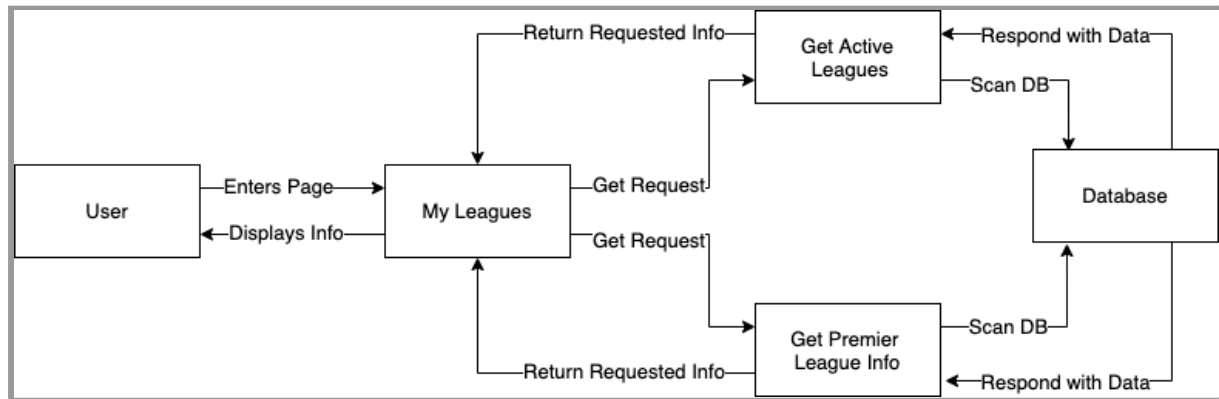 Return Requested Info
Get Active
Leagues
Respond with Data
Scan DB
User
Enters Page
Displays Info
My Leagues
Get Request
Get Request
Database
Get Premier
League Info
Scan DB
Return Requested Info
Respond with Data